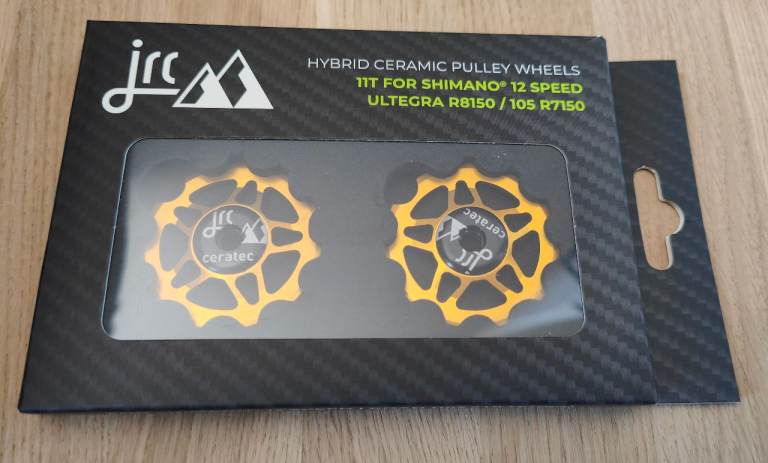 jrc
HYBRID CERAMIC PULLEY WHEELS
11T FOR SHIMANO® 12 SPEED
ULTEGRA R8150 / 105 R7150
jrc
ceratec
jrc
ceratec